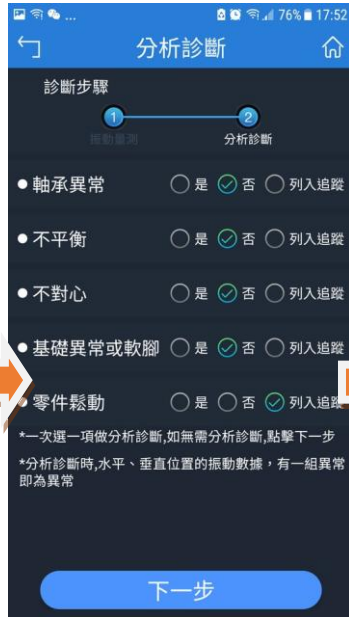 ... 76% 17:52
分析診斷
診斷步驟
1 2
振動量測 分析診斷
軸承異常 是 否 列入追蹤
不平衡 是 否 列入追蹤
不對心 是 否 列入追蹤
基礎異常或軟腳 是 否 列入追蹤
零件鬆動 是 否 列入追蹤
*一次選一項做分析診斷,如無需分析診斷,點擊下一步
*分析診斷時,水平、垂直位置的振動數據,有一組異常
即為異常
下一步